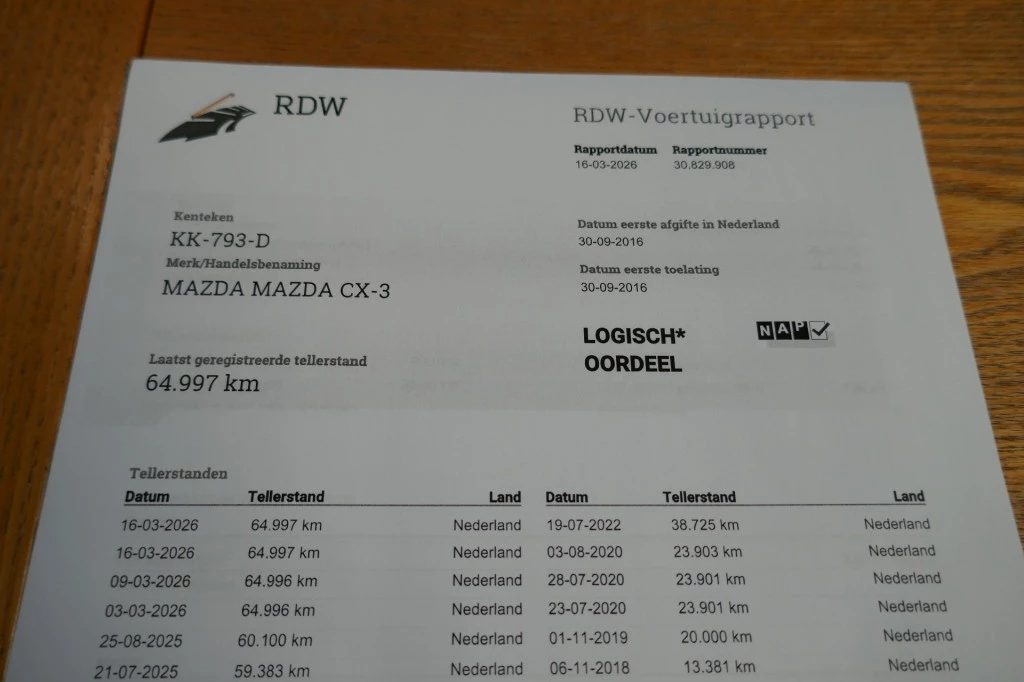 RDW
RDW-Voertuigrapport
Rapportdatum Rapportnummer
16-03-2026 30.829.908
Kenteken
KK-793-D
Merk/Handelsbenaming
MAZDA MAZDA CX-3
Datum eerste afgifte in Nederland
30-09-2016
Datum eerste toelating
30-09-2016
LOGISCH*
OORDEEL
NAP
Laatst geregistreerde tellerstand
64.997 km
Tellerstanden
Datum Tellerstand Land Datum Tellerstand Land
16-03-2026 64.997 km Nederland 19-07-2022 38.725 km Nederland
16-03-2026 64.997 km Nederland 03-08-2020 23.903 km Nederland
09-03-2026 64.996 km Nederland 28-07-2020 23.901 km Nederland
03-03-2026 64.996 km Nederland 23-07-2020 23.901 km Nederland
25-08-2025 60.100 km Nederland 01-11-2019 20.000 km Nederland
21-07-2025 59.383 km Nederland 06-11-2018 13.381 km Nederland